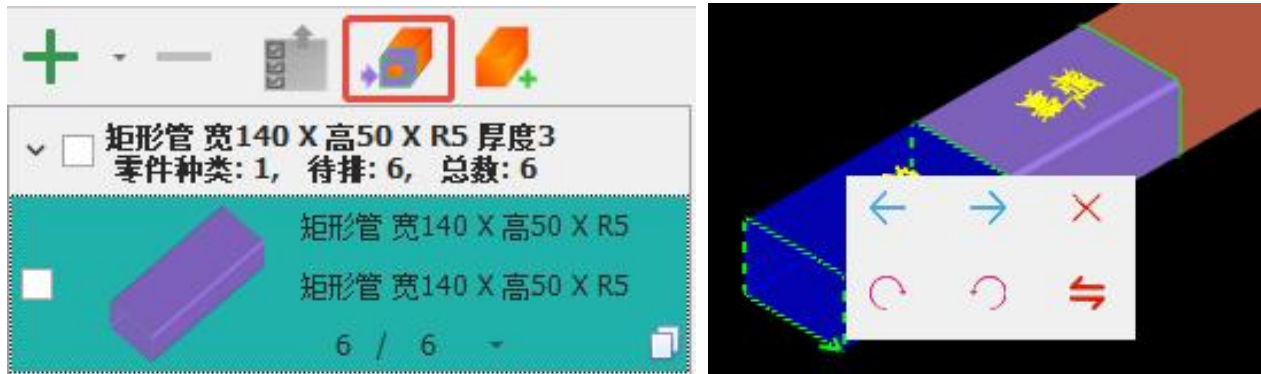 矩形管 宽140 X 高50 X R5 厚度3
零件种类: 1, 待排: 6, 总数: 6
矩形管 宽140 X 高50 X R5
矩形管 宽140 X 高50 X R5
6 / 6